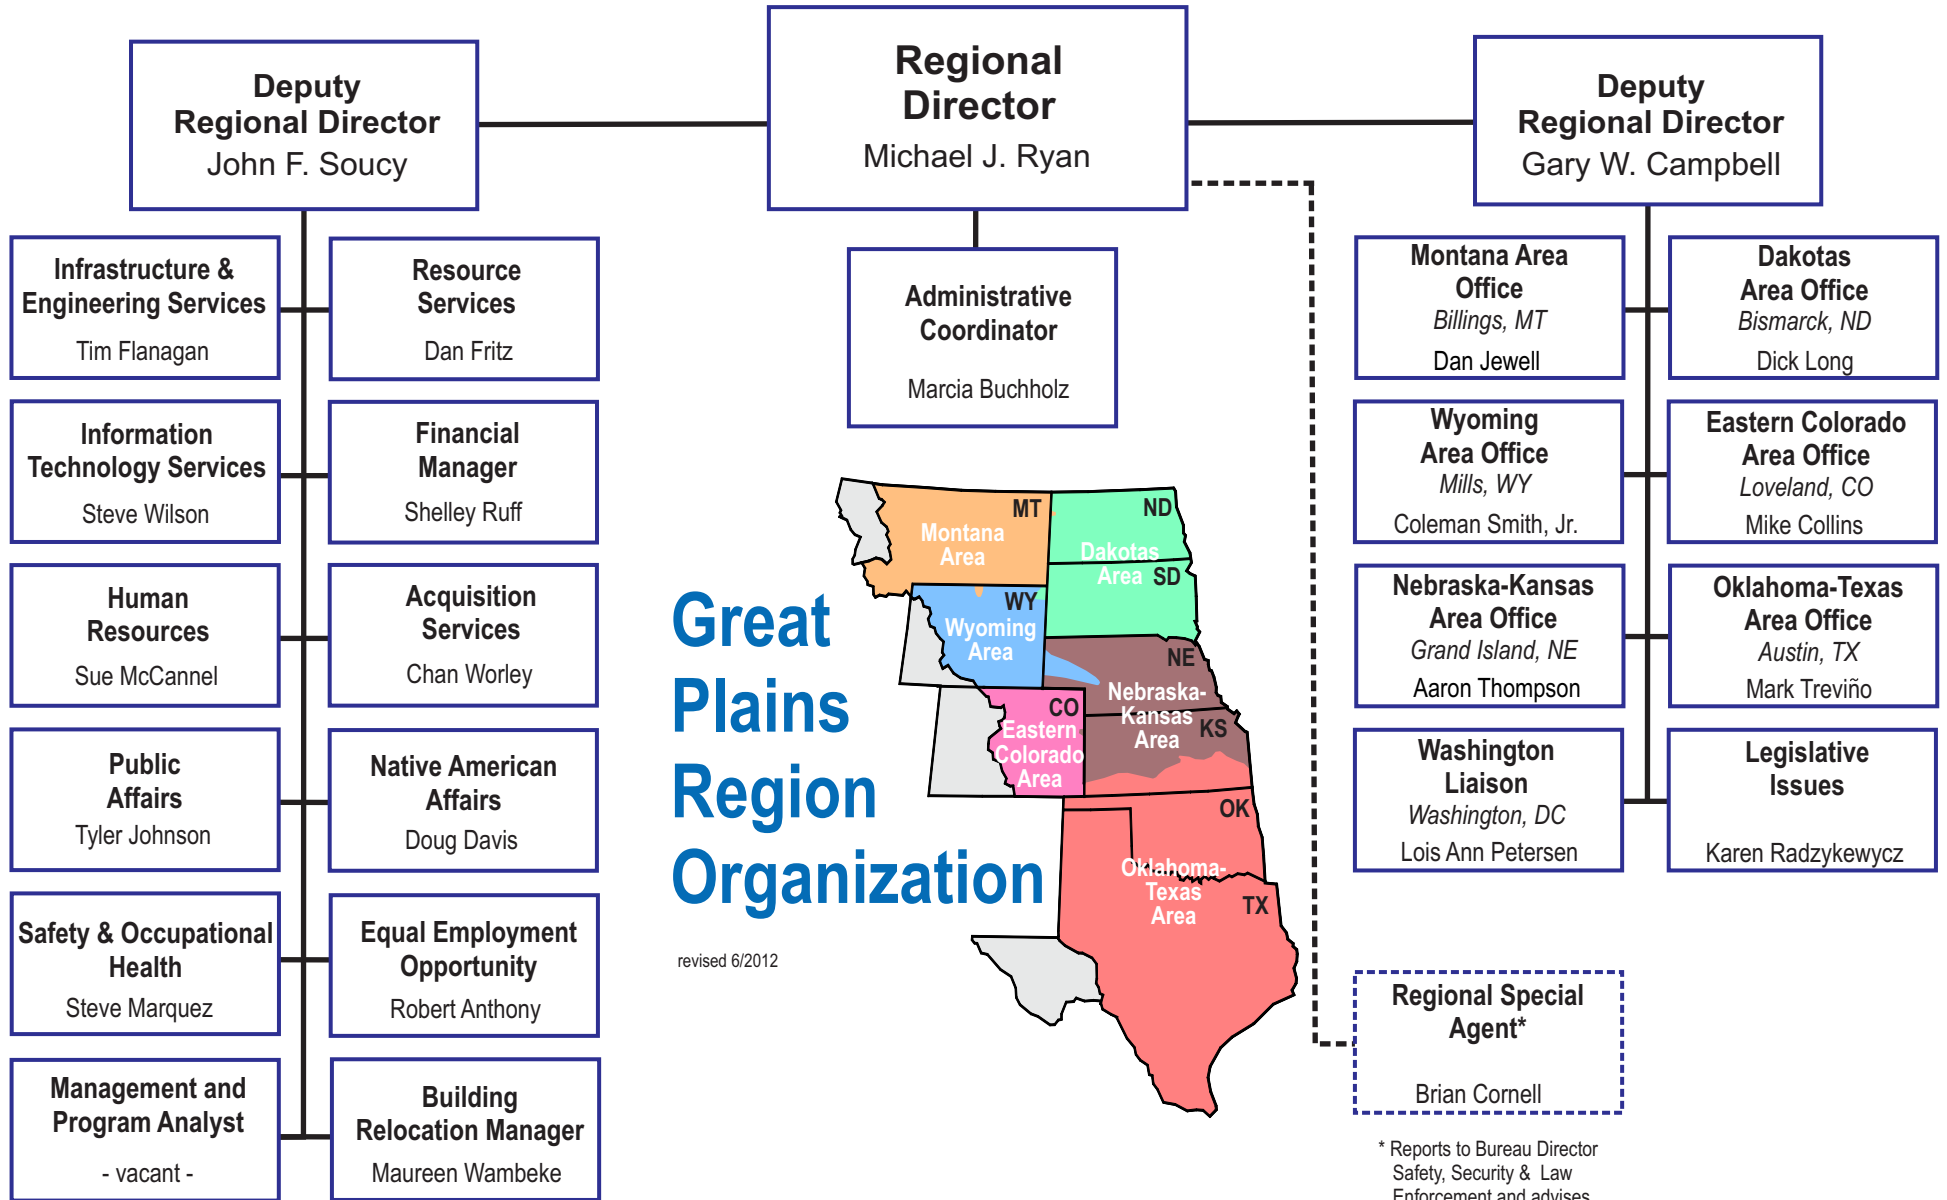 Regional
Director
Michael J. Ryan
Deputy
Regional Director
John F. Soucy
Deputy
Regional Director
Gary W. Campbell
Administrative
Coordinator
Marcia Buchholz
Infrastructure &
Engineering Services
Tim Flanagan
Resource
Services
Dan Fritz
Information
Technology Services
Steve Wilson
Financial
Manager
Shelley Ruff
Human
Resources
Sue McCannel
Acquisition
Services
Chan Worley
Public
Affairs
Tyler Johnson
Native American
Affairs
Doug Davis
Safety & Occupational
Health
Steve Marquez
Equal Employment
Opportunity
Robert Anthony
Management and
Program Analyst
- vacant -
Building
Relocation Manager
Maureen Wambeke
Great
Plains
Region
Organization
revised 6/2012
MT
Montana
Area
ND
Dakotas
Area
SD
WY
Wyoming
Area
NE
Nebraska-
Kansas
Area
KS
CO
Eastern
Colorado
Area
OK
Oklahoma-
Texas
Area
TX
Montana Area
Office
Billings, MT
Dan Jewell
Dakotas
Area Office
Bismarck, ND
Dick Long
Wyoming
Area Office
Mills, WY
Coleman Smith, Jr.
Eastern Colorado
Area Office
Loveland, CO
Mike Collins
Nebraska-Kansas
Area Office
Grand Island, NE
Aaron Thompson
Oklahoma-Texas
Area Office
Austin, TX
Mark Treviño
Washington
Liaison
Washington, DC
Lois Ann Petersen
Legislative
Issues
Karen Radzykewycz
Regional Special
Agent*
Brian Cornell
* Reports to Bureau Director
Safety, Security & Law
Enforcement and advises